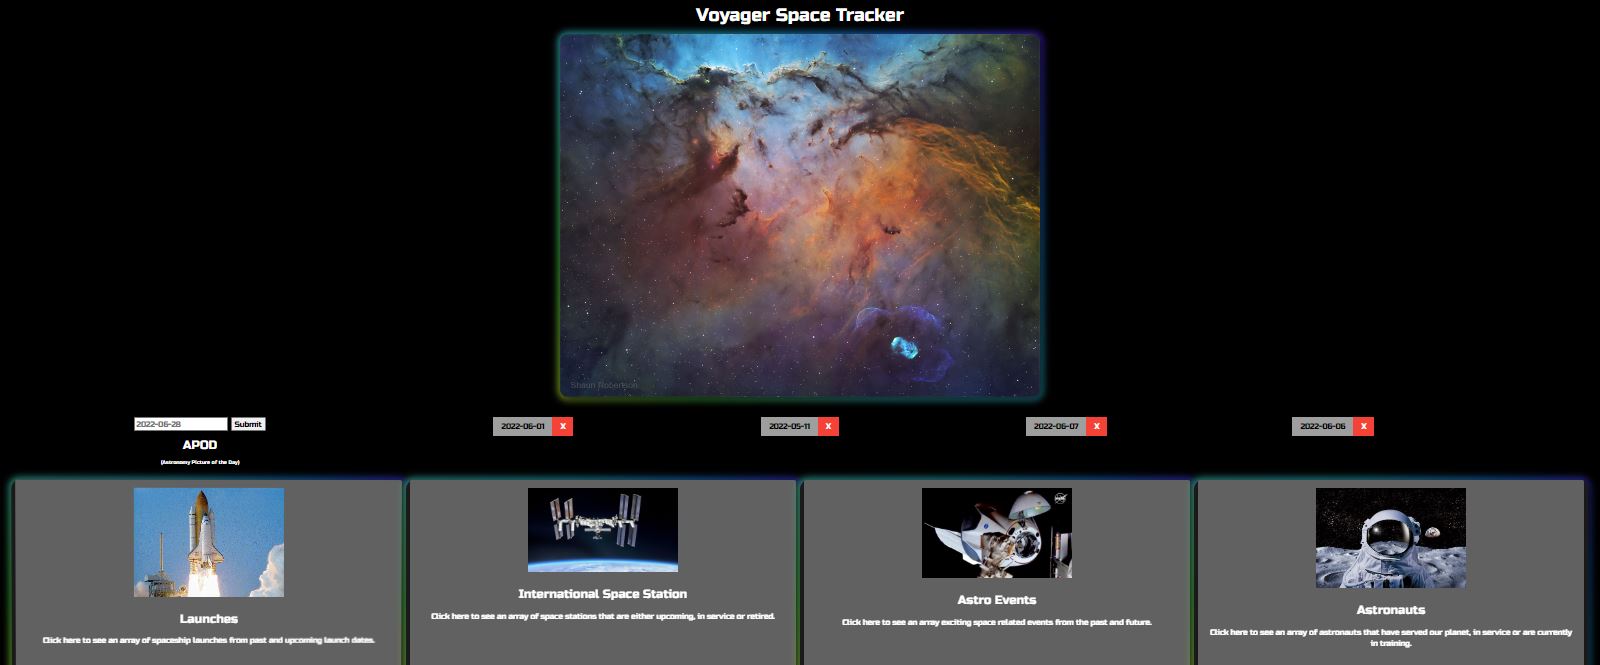 Voyager Space Tracker
Shaun Robertson
2022-06-28 Submit
2022-06-01 X
2022-05-11 X
2022-06-07 X
2022-06-06 X
APOD
(Astronomy Picture of the Day)
Launches
Click here to see an array of spaceship launches from past and upcoming launch dates.
International Space Station
Click here to see an array of space stations that are either upcoming, in service or retired.
Astro Events
Click here to see an array exciting space related events from the past and future.
Astronauts
Click here to see an array of astronauts that have served our planet, in service or are currently
in training.